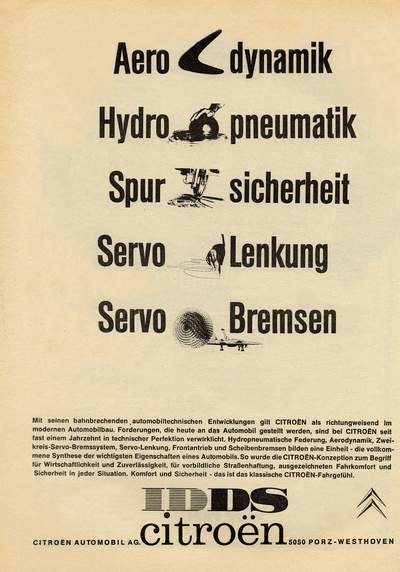 Aero dynamik
Hydro pneumatik
Spur sicherheit
Servo Lenkung
Servo Bremsen
Mit seinen bahnbrechenden automobiltechnischen Entwicklungen gilt CITROËN als richtungweisend im
modernen Automobilbau. Forderungen, die heute an das Automobil gestellt werden, sind bei CITROËN seit
fast einem Jahrzehnt in technischer Perfektion verwirklicht. Hydropneumatische Federung, Aerodynamik, Zwei-
kreis-Servo-Bremssystem, Servo-Lenkung, Frontantrieb und Scheibenbremsen bilden eine Einheit - die vollkom-
mene Synthese der wichtigsten Eigenschaften eines Automobils. So wurde die CITROËN-Konzeption zum Begriff
für Wirtschaftlichkeit und Zuverlässigkeit, für vorbildliche Straßenhaltung, ausgezeichneten Fahrkomfort und
Sicherheit in jeder Situation. Komfort und Sicherheit - das ist das klassische CITROËN-Fahrgefühl.
IDDS
citroën
CITROËN AUTOMOBIL AG. 5050 PORZ-WESTHOVEN